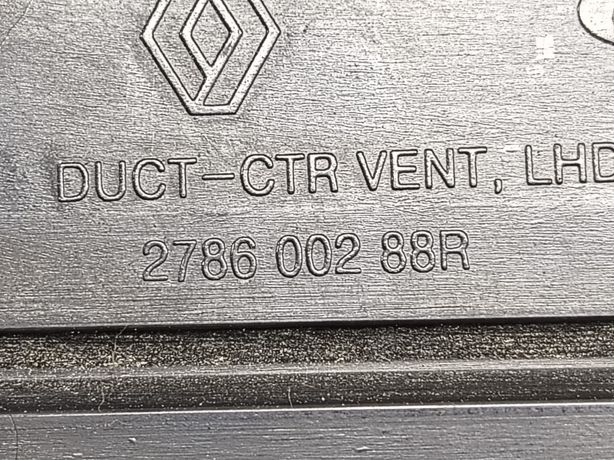 DUCT-CTR VENT, LHD
2786 002 88R